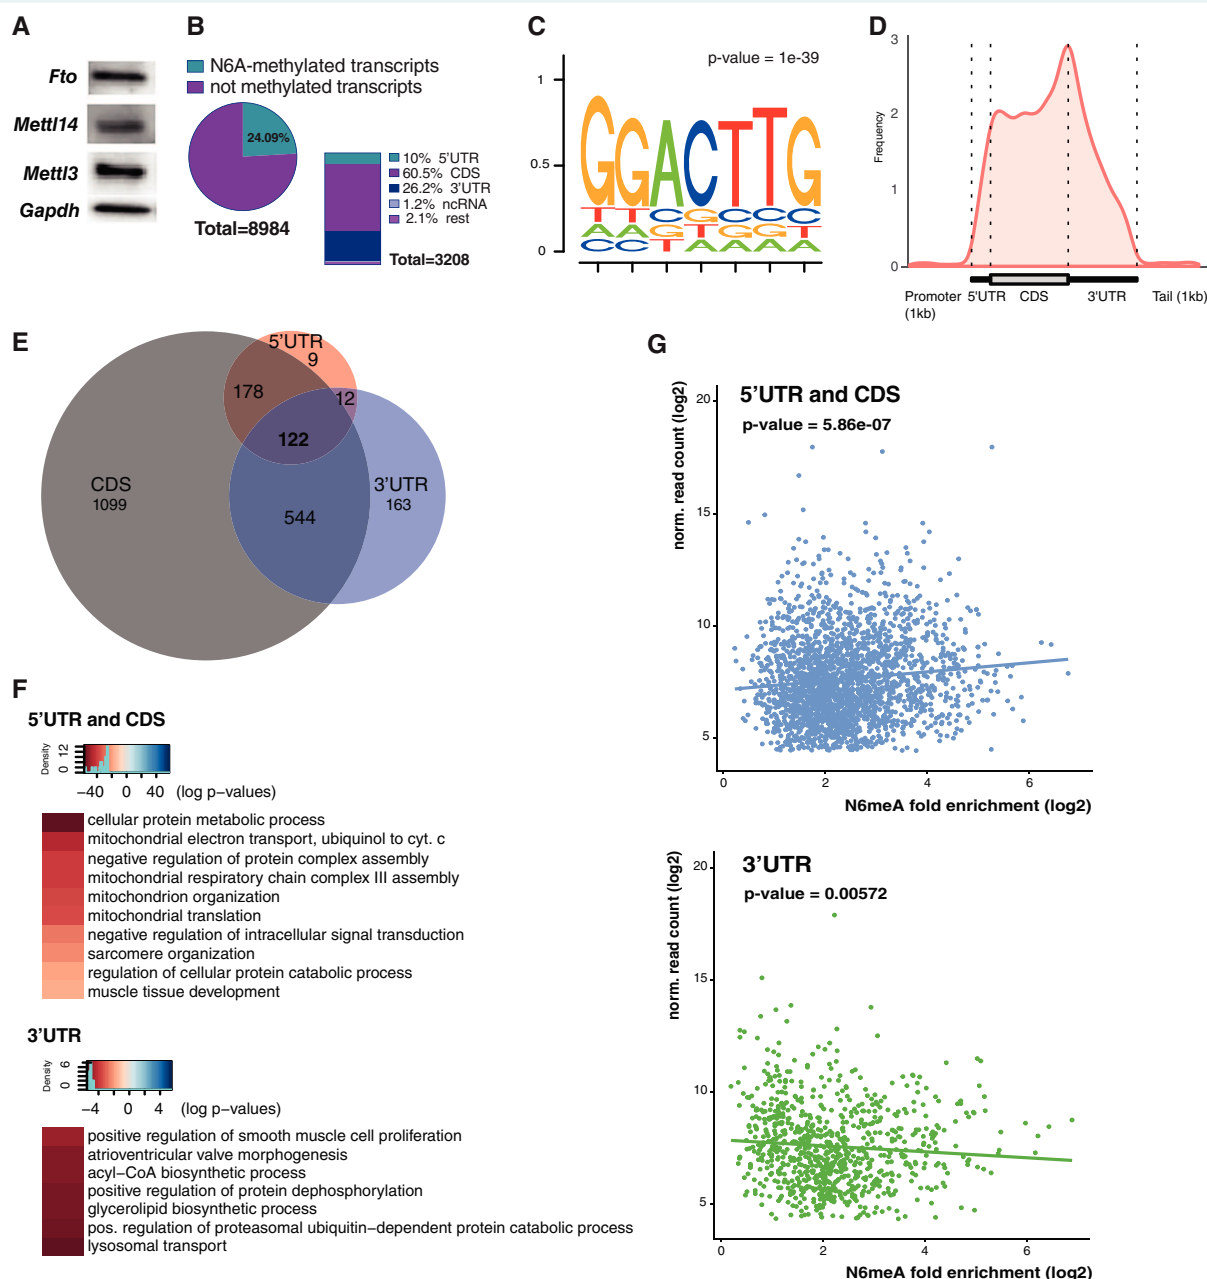 A
Fto
Mettl14
Mettl3
Gapdh
B
N6A-methylated transcripts
not methylated transcripts
24.09%
Total=8984
10% 5'UTR
60.5% CDS
26.2% 3'UTR
1.2% ncRNA
2.1% rest
Total=3208
C
p-value = 1e-39
1
0.5
0
GGACTTG
TTCGCCC
AAGTGGT
CCTAAAA
D
Frequency
3
2
1
0
Promoter (1kb)
5'UTR
CDS
3'UTR
Tail (1kb)
E
5'UTR
9
178
12
122
CDS
1099
3'UTR
163
544
F
5'UTR and CDS
Density
0 12
−40 0 40 (log p−values)
cellular protein metabolic process
mitochondrial electron transport, ubiquinol to cyt. c
negative regulation of protein complex assembly
mitochondrial respiratory chain complex III assembly
mitochondrion organization
mitochondrial translation
negative regulation of intracellular signal transduction
sarcomere organization
regulation of cellular protein catabolic process
muscle tissue development
3'UTR
Density
0 6
−4 0 4 (log p−values)
positive regulation of smooth muscle cell proliferation
atrioventricular valve morphogenesis
acyl−CoA biosynthetic process
positive regulation of protein dephosphorylation
glycerolipid biosynthetic process
pos. regulation of proteasomal ubiquitin−dependent protein catabolic process
lysosomal transport
G
5'UTR and CDS
p-value = 5.86e-07
norm. read count (log2)
20
15
10
5
0 2 4 6
N6meA fold enrichment (log2)
3'UTR
p-value = 0.00572
norm. read count (log2)
20
15
10
5
0 2 4 6
N6meA fold enrichment (log2)